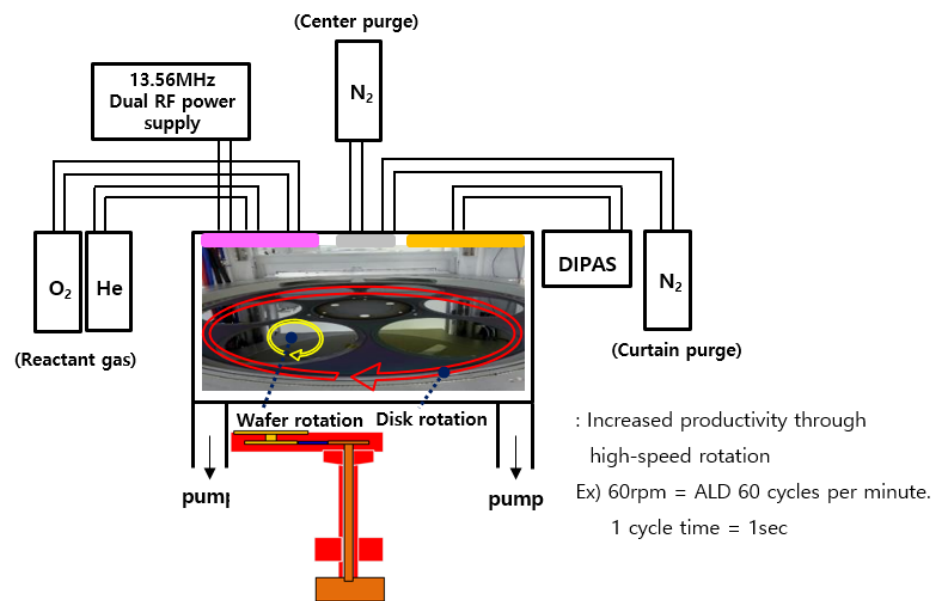 (Center purge)
13.56MHz
Dual RF power
supply
N₂
O₂
He
(Reactant gas)
DIPAS
N₂
(Curtain purge)
Wafer rotation
Disk rotation
pump
pump
: Increased productivity through
high-speed rotation
Ex) 60rpm = ALD 60 cycles per minute.
1 cycle time = 1sec